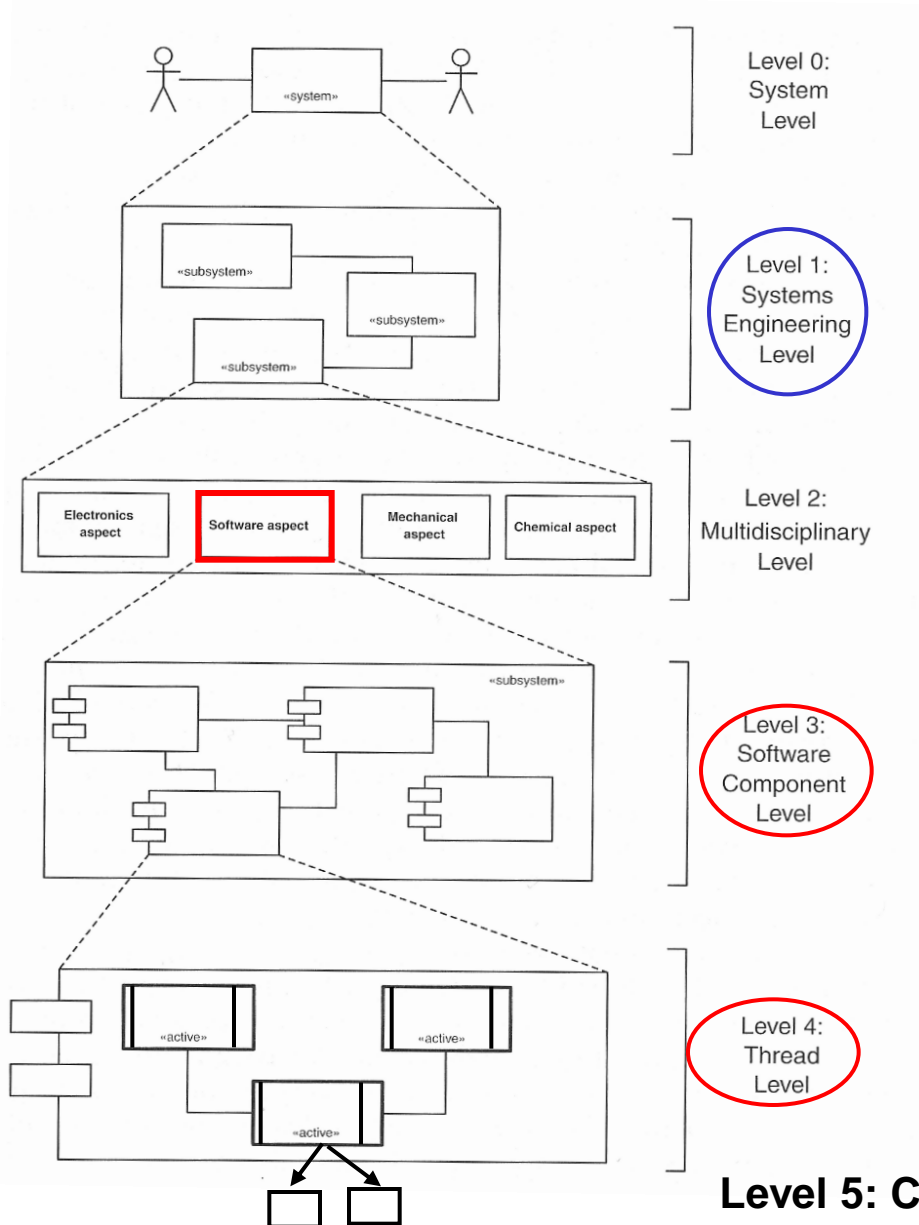 «system»
Level 0:
System
Level
«subsystem»
«subsystem»
«subsystem»
Level 1:
Systems
Engineering
Level
Electronics
aspect
Software aspect
Mechanical
aspect
Chemical aspect
Level 2:
Multidisciplinary
Level
«subsystem»
Level 3:
Software
Component
Level
«active»
«active»
«active»
Level 4:
Thread
Level
Level 5: C